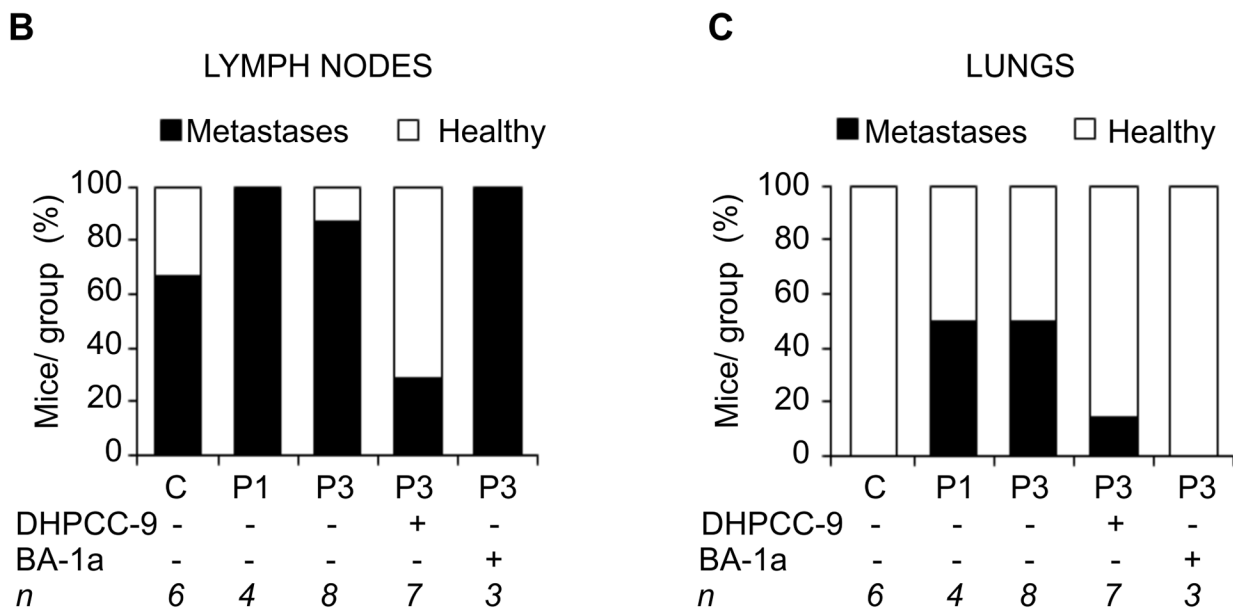 B
LYMPH NODES
Metastases Healthy
Mice/ group (%)
100
80
60
40
20
0
C P1 P3 P3 P3
DHPCC-9 - - - + -
BA-1a - - - - +
n 6 4 8 7 3
C
LUNGS
Metastases Healthy
Mice/ group (%)
100
80
60
40
20
0
C P1 P3 P3 P3
DHPCC-9 - - - + -
BA-1a - - - - +
n 6 4 8 7 3